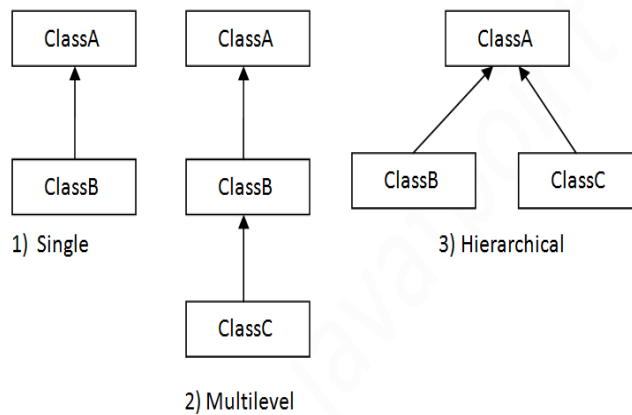 ClassA
ClassB
1) Single
ClassA
ClassB
ClassC
2) Multilevel
ClassA
ClassB
ClassC
3) Hierarchical